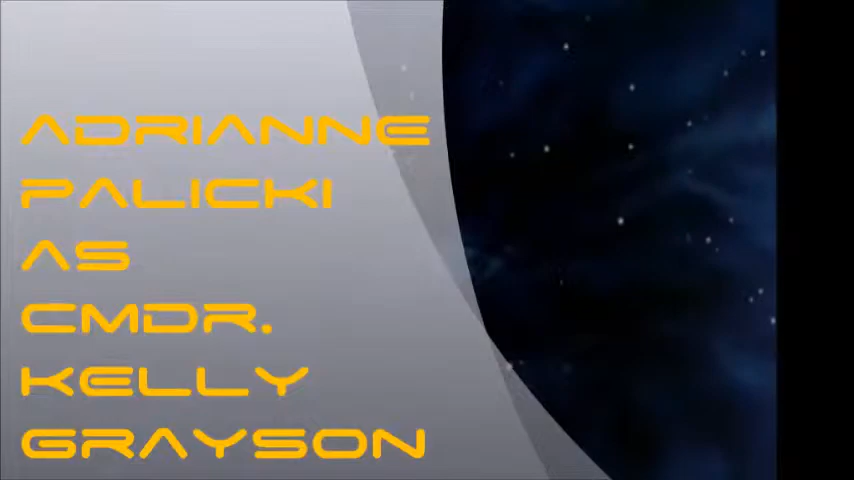 ADRIANNE
PALICKI
AS
CMDR.
KELLY
GRAYSON